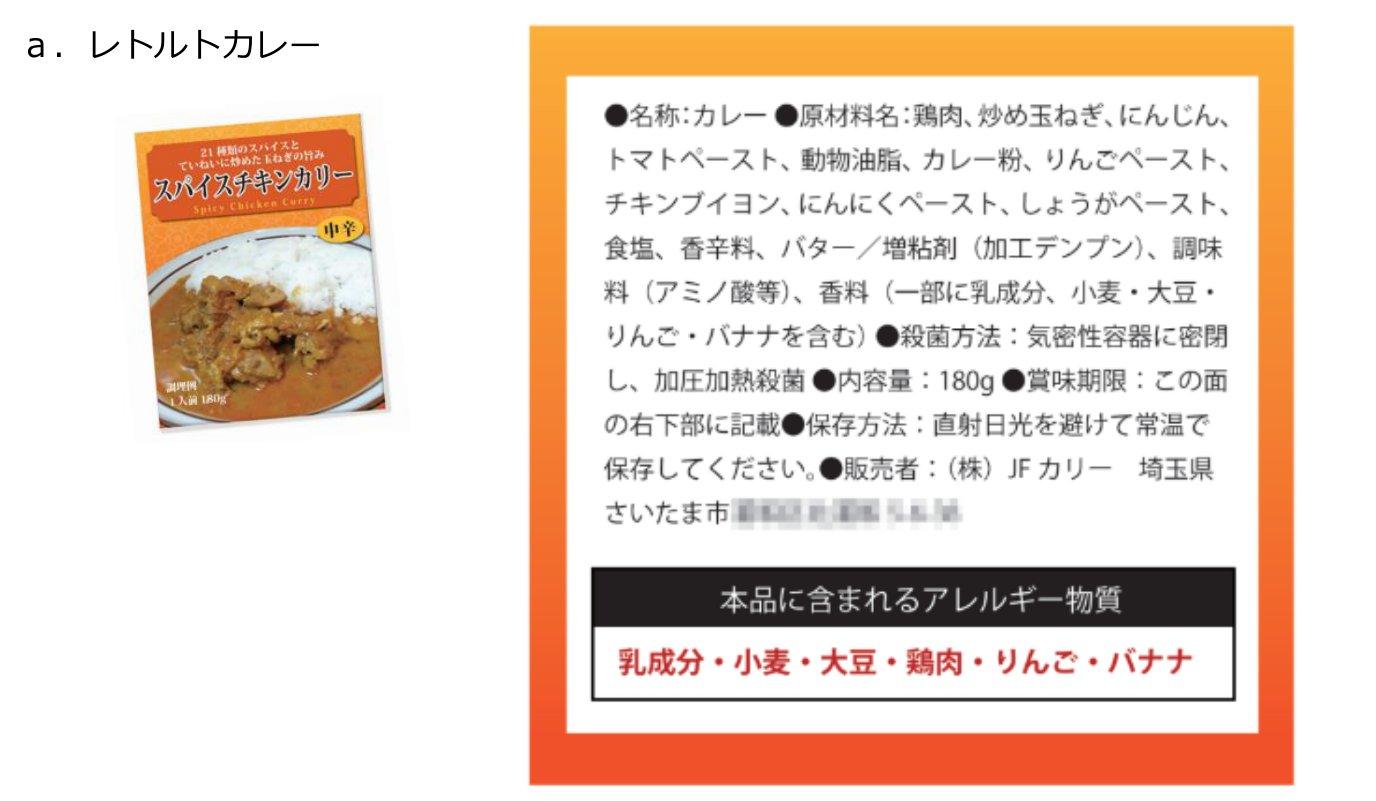 a．レトルトカレー
21種類のスパイスと
ていねいに炒めた玉ねぎの旨み
スパイスチキンカリー
Spicy Chicken Curry
中辛
調理例
1人前 180g
●名称：カレー ●原材料名：鶏肉、炒め玉ねぎ、にんじん、
トマトペースト、動物油脂、カレー粉、りんごペースト、
チキンブイヨン、にんにくペースト、しょうがペースト、
食塩、香辛料、バター／増粘剤（加工デンプン）、調味
料（アミノ酸等）、香料（一部に乳成分、小麦・大豆・
りんご・バナナを含む）●殺菌方法：気密性容器に密閉
し、加圧加熱殺菌 ●内容量：180g ●賞味期限：この面
の右下部に記載●保存方法：直射日光を避けて常温で
保存してください。●販売者：（株）JFカリー　埼玉県
さいたま市
本品に含まれるアレルギー物質
乳成分・小麦・大豆・鶏肉・りんご・バナナ